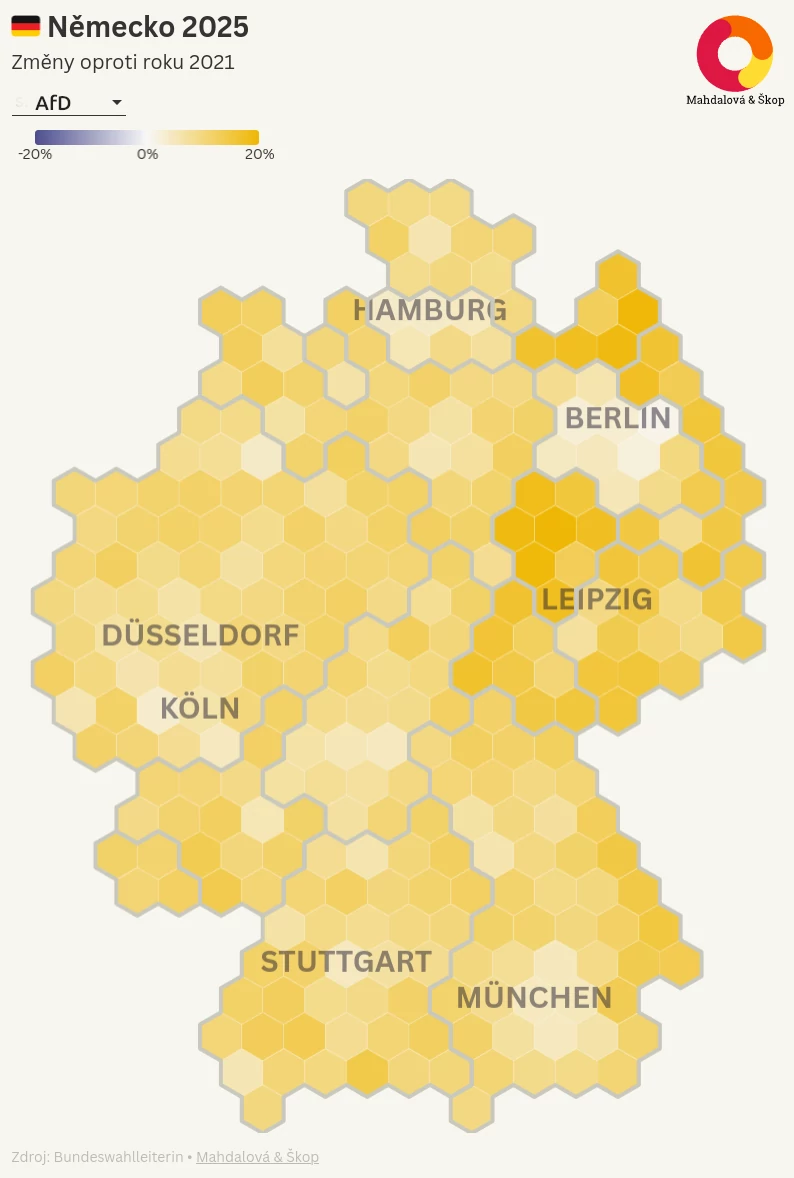 Německo 2025
Změny oproti roku 2021
AfD
-20% 0% 20%
Mahdalová & Škop
HAMBURG
BERLIN
LEIPZIG
DÜSSELDORF
KÖLN
STUTTGART
MÜNCHEN
Zdroj: Bundeswahlleiterin • Mahdalová & Škop